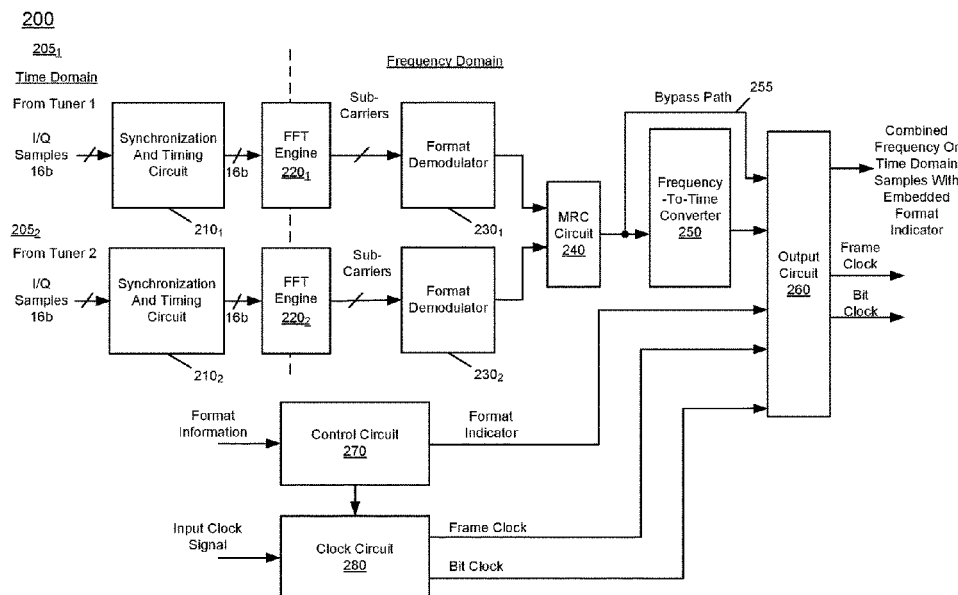 200
205₁
Time Domain
Frequency Domain
From Tuner 1
I/Q
Samples
16b
Synchronization
And Timing
Circuit
16b
210₁
FFT
Engine
220₁
Sub-
Carriers
Format
Demodulator
230₁
205₂
From Tuner 2
I/Q
Samples
16b
Synchronization
And Timing
Circuit
16b
210₂
FFT
Engine
220₂
Sub-
Carriers
Format
Demodulator
230₂
MRC
Circuit
240
Bypass Path
255
Frequency
-To-Time
Converter
250
Output
Circuit
260
Combined
Frequency Or
Time Domain
Samples With
Embedded
Format
Indicator
Frame
Clock
Bit
Clock
Format
Information
Control Circuit
270
Format
Indicator
Input Clock
Signal
Clock Circuit
280
Frame Clock
Bit Clock